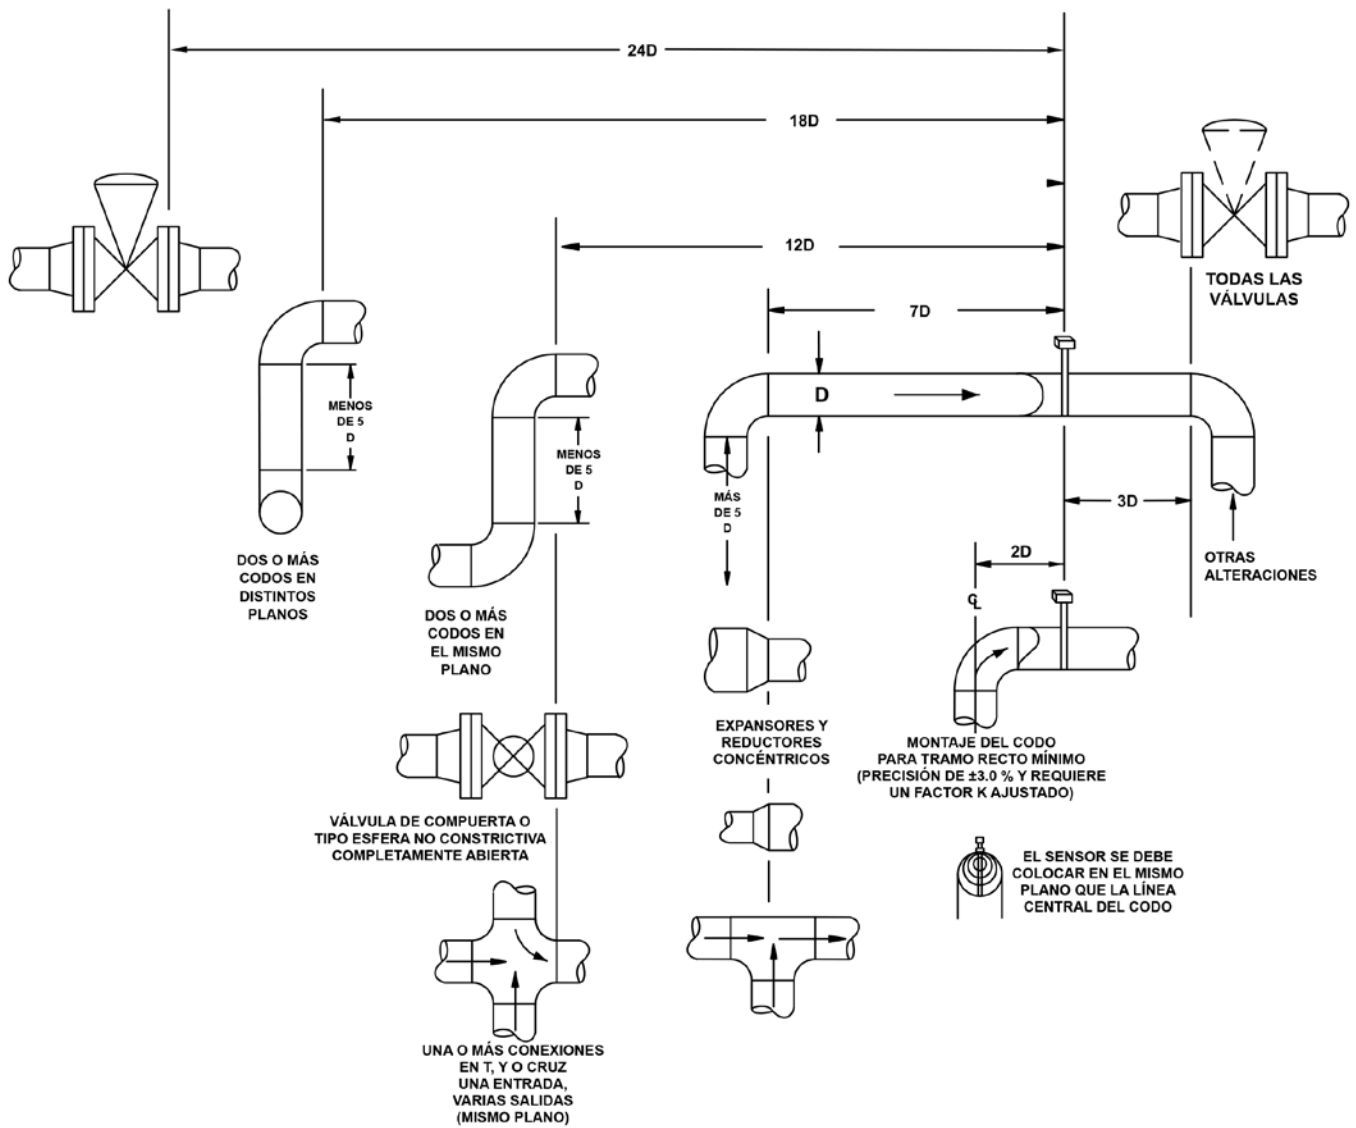 24D
18D
12D
7D
TODAS LAS
VÁLVULAS
D
MENOS
DE 5
D
MENOS
DE 5
D
MÁS
DE 5
D
3D
2D
OTRAS
ALTERACIONES
DOS O MÁS
CODOS EN
DISTINTOS
PLANOS
DOS O MÁS
CODOS EN
EL MISMO
PLANO
CL
EXPANSORES Y
REDUCTORES
CONCÉNTRICOS
MONTAJE DEL CODO
PARA TRAMO RECTO MÍNIMO
(PRECISIÓN DE ±3.0 % Y REQUIERE
UN FACTOR K AJUSTADO)
VÁLVULA DE COMPUERTA O
TIPO ESFERA NO CONSTRICTIVA
COMPLETAMENTE ABIERTA
EL SENSOR SE DEBE
COLOCAR EN EL MISMO
PLANO QUE LA LÍNEA
CENTRAL DEL CODO
UNA O MÁS CONEXIONES
EN T, Y O CRUZ
UNA ENTRADA,
VARIAS SALIDAS
(MISMO PLANO)